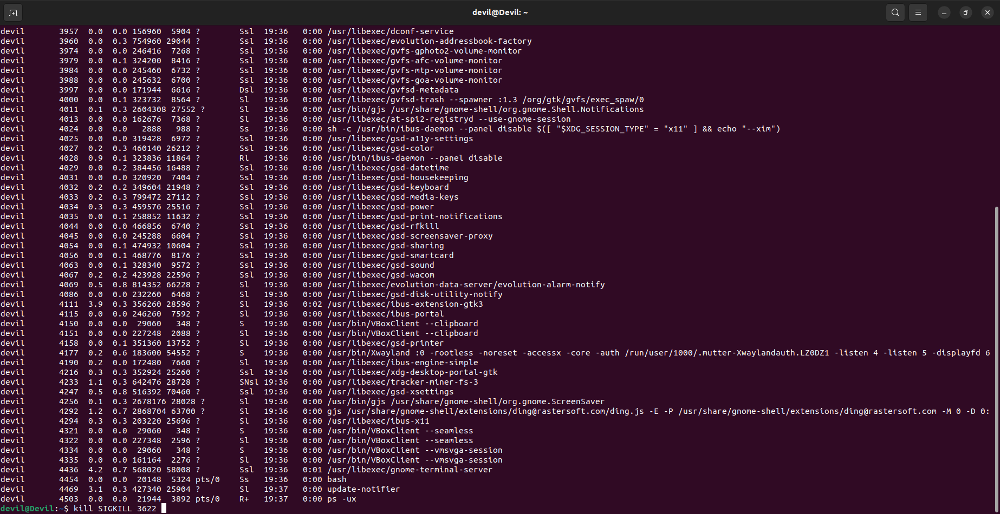 devil@Devil: ~
devil 3957 0.0 0.0 156960 5904 ? Ssl 19:36 0:00 /usr/libexec/dconf-service
devil 3960 0.0 0.3 754960 29044 ? Ssl 19:36 0:00 /usr/libexec/evolution-addressbook-factory
devil 3974 0.0 0.0 246416 7268 ? Ssl 19:36 0:00 /usr/libexec/gvfs-gphoto2-volume-monitor
devil 3979 0.0 0.1 324200 8416 ? Ssl 19:36 0:00 /usr/libexec/gvfs-afc-volume-monitor
devil 3984 0.0 0.0 245460 6732 ? Ssl 19:36 0:00 /usr/libexec/gvfs-mtp-volume-monitor
devil 3988 0.0 0.0 245632 6700 ? Ssl 19:36 0:00 /usr/libexec/gvfs-goa-volume-monitor
devil 3997 0.0 0.0 171944 6616 ? Dsl 19:36 0:00 /usr/libexec/gvfsd-metadata
devil 4000 0.0 0.1 323732 8564 ? Sl 19:36 0:00 /usr/libexec/gvfsd-trash --spawner :1.3 /org/gtk/gvfs/exec_spaw/0
devil 4011 0.1 0.3 2604308 27552 ? Sl 19:36 0:00 /usr/bin/gjs /usr/share/gnome-shell/org.gnome.Shell.Notifications
devil 4013 0.0 0.0 162676 7368 ? Sl 19:36 0:00 /usr/libexec/at-spi2-registryd --use-gnome-session
devil 4024 0.0 0.0 2888 988 ? Ss 19:36 0:00 sh -c /usr/bin/ibus-daemon --panel disable $([ "$XDG_SESSION_TYPE" = "x11" ] && echo "--xim")
devil 4025 0.0 0.0 319428 6972 ? Ssl 19:36 0:00 /usr/libexec/gsd-a11y-settings
devil 4027 0.2 0.3 460140 26212 ? Ssl 19:36 0:00 /usr/libexec/gsd-color
devil 4028 0.9 0.1 323836 11864 ? Rl 19:36 0:00 /usr/bin/ibus-daemon --panel disable
devil 4029 0.0 0.2 384456 16488 ? Ssl 19:36 0:00 /usr/libexec/gsd-datetime
devil 4031 0.0 0.0 320920 7404 ? Ssl 19:36 0:00 /usr/libexec/gsd-housekeeping
devil 4032 0.2 0.2 349604 21948 ? Ssl 19:36 0:00 /usr/libexec/gsd-keyboard
devil 4033 0.2 0.3 799472 27112 ? Ssl 19:36 0:00 /usr/libexec/gsd-media-keys
devil 4034 0.3 0.3 459576 25516 ? Ssl 19:36 0:00 /usr/libexec/gsd-power
devil 4035 0.0 0.1 258852 11632 ? Ssl 19:36 0:00 /usr/libexec/gsd-print-notifications
devil 4044 0.0 0.0 466856 6740 ? Ssl 19:36 0:00 /usr/libexec/gsd-rfkill
devil 4045 0.0 0.0 245288 6604 ? Ssl 19:36 0:00 /usr/libexec/gsd-screensaver-proxy
devil 4054 0.0 0.1 474932 10604 ? Ssl 19:36 0:00 /usr/libexec/gsd-sharing
devil 4056 0.0 0.1 468776 8176 ? Ssl 19:36 0:00 /usr/libexec/gsd-smartcard
devil 4063 0.0 0.1 328340 9572 ? Ssl 19:36 0:00 /usr/libexec/gsd-sound
devil 4067 0.2 0.2 423928 22596 ? Ssl 19:36 0:00 /usr/libexec/gsd-wacom
devil 4069 0.5 0.8 814352 66228 ? Sl 19:36 0:00 /usr/libexec/evolution-data-server/evolution-alarm-notify
devil 4086 0.0 0.0 232260 6468 ? Sl 19:36 0:00 /usr/libexec/gsd-disk-utility-notify
devil 4111 3.9 0.3 356260 28596 ? Sl 19:36 0:02 /usr/libexec/ibus-extension-gtk3
devil 4115 0.0 0.0 246260 7592 ? Sl 19:36 0:00 /usr/libexec/ibus-portal
devil 4150 0.0 0.0 29060 348 ? S 19:36 0:00 /usr/bin/VBoxClient --clipboard
devil 4151 0.0 0.0 227248 2088 ? Sl 19:36 0:00 /usr/bin/VBoxClient --clipboard
devil 4158 0.0 0.1 351360 13752 ? Sl 19:36 0:00 /usr/libexec/gsd-printer
devil 4177 0.2 0.6 183600 54552 ? S 19:36 0:00 /usr/bin/Xwayland :0 -rootless -noreset -accessx -core -auth /run/user/1000/.mutter-Xwaylandauth.LZ0DZ1 -listen 4 -listen 5 -displayfd 6
devil 4190 0.2 0.0 172480 7660 ? Sl 19:36 0:00 /usr/libexec/ibus-engine-simple
devil 4216 0.3 0.3 352924 25260 ? Ssl 19:36 0:00 /usr/libexec/xdg-desktop-portal-gtk
devil 4233 1.1 0.3 642476 28728 ? SNsl 19:36 0:00 /usr/libexec/tracker-miner-fs-3
devil 4247 0.5 0.8 516392 70460 ? Ssl 19:36 0:00 /usr/libexec/gsd-xsettings
devil 4256 0.1 0.3 2678176 28028 ? Sl 19:36 0:00 /usr/bin/gjs /usr/share/gnome-shell/org.gnome.ScreenSaver
devil 4292 1.2 0.7 2868704 63700 ? Sl 19:36 0:00 gjs /usr/share/gnome-shell/extensions/ding@rastersoft.com/ding.js -E -P /usr/share/gnome-shell/extensions/ding@rastersoft.com -M 0 -D 0:
devil 4294 0.3 0.3 203220 25696 ? Sl 19:36 0:00 /usr/libexec/ibus-x11
devil 4321 0.0 0.0 29060 348 ? S 19:36 0:00 /usr/bin/VBoxClient --seamless
devil 4322 0.0 0.0 227348 2596 ? Sl 19:36 0:00 /usr/bin/VBoxClient --seamless
devil 4334 0.0 0.0 29060 348 ? S 19:36 0:00 /usr/bin/VBoxClient --vmsvga-session
devil 4335 0.0 0.0 161164 2276 ? Sl 19:36 0:00 /usr/bin/VBoxClient --vmsvga-session
devil 4436 4.2 0.7 568020 58008 ? Ssl 19:36 0:01 /usr/libexec/gnome-terminal-server
devil 4454 0.0 0.0 20148 5324 pts/0 Ss 19:36 0:00 bash
devil 4469 3.1 0.3 427340 25904 ? Sl 19:37 0:00 update-notifier
devil 4503 0.0 0.0 21944 3892 pts/0 R+ 19:37 0:00 ps -ux
devil@Devil:~$ kill SIGKILL 3622